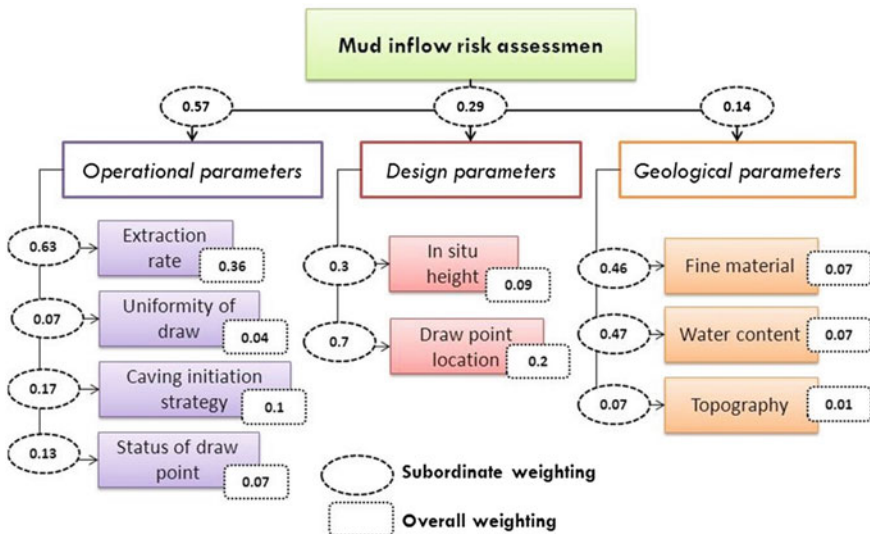 Mud inflow risk assessmen
0.57
0.29
0.14
Operational parameters
Design parameters
Geological parameters
0.63
Extraction
rate
0.36
0.07
Uniformity of
draw
0.04
0.17
Caving initiation
strategy
0.1
0.13
Status of draw
point
0.07
0.3
In situ
height
0.09
0.7
Draw point
location
0.2
0.46
Fine material
0.07
0.47
Water content
0.07
0.07
Topography
0.01
Subordinate weighting
Overall weighting